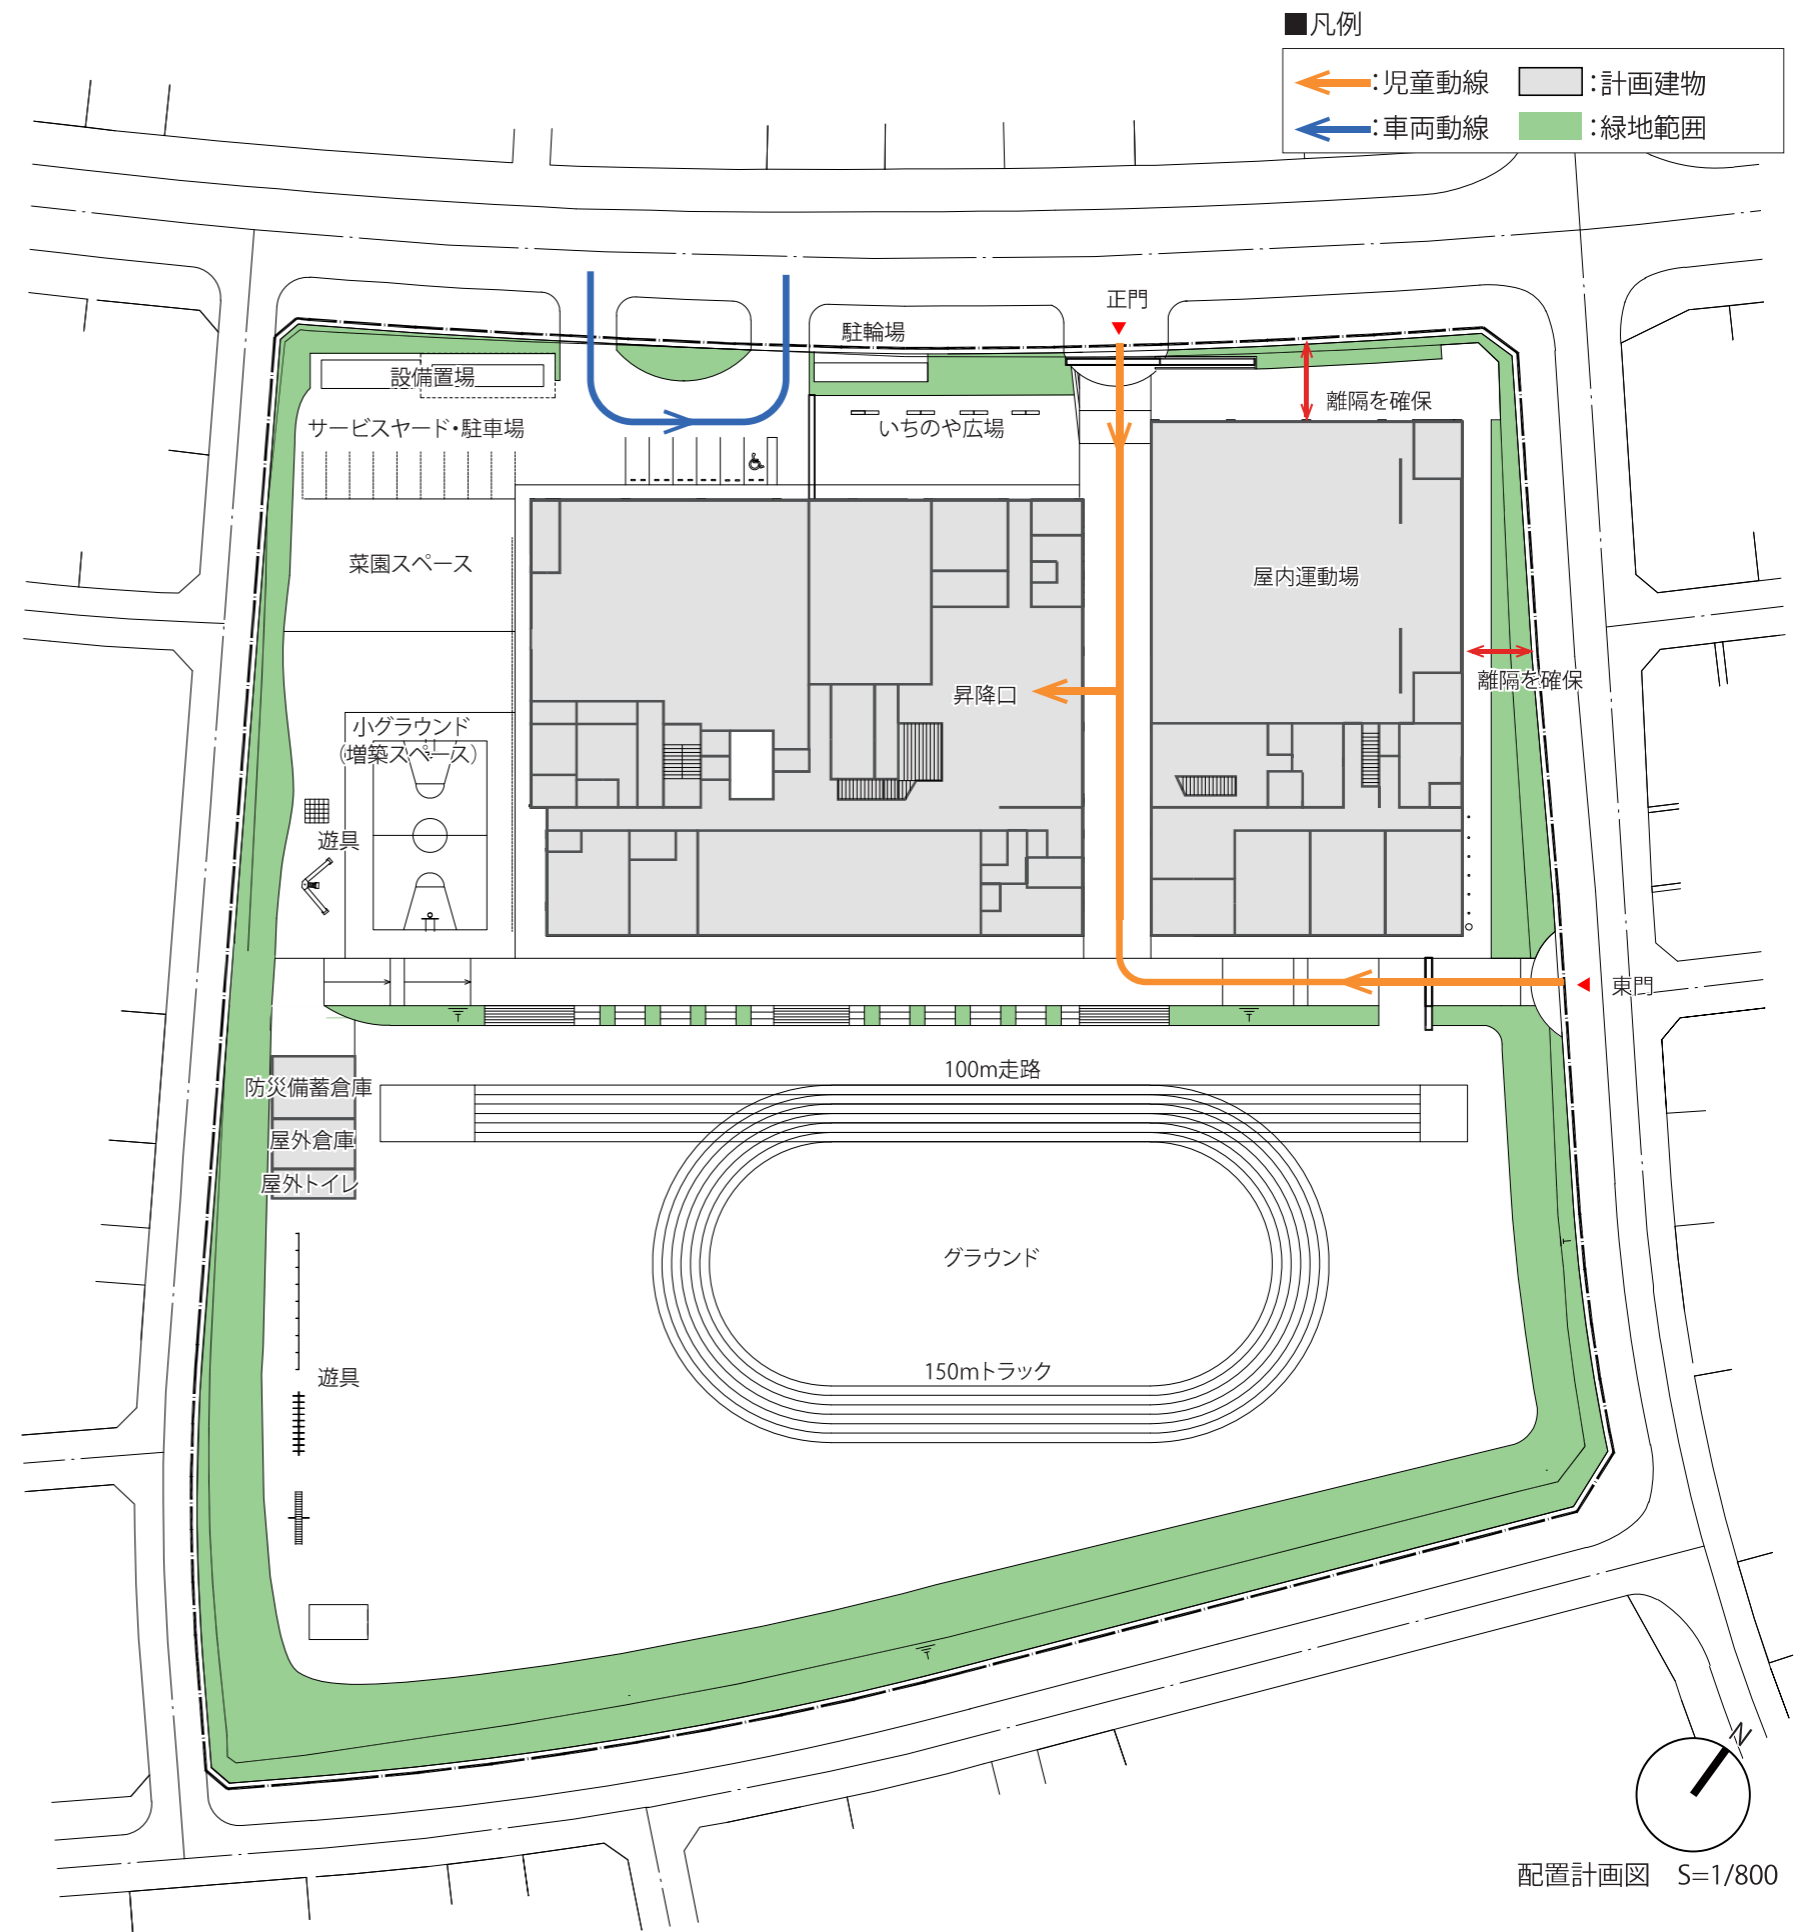 ■凡例
:児童動線
:計画建物
:車両動線
:緑地範囲
正門
駐輪場
設備置場
離隔を確保
サービスヤード・駐車場
いちのや広場
菜園スペース
屋内運動場
離隔を確保
昇降口
小グラウンド
(増築スペース)
遊具
東門
100m走路
防災備蓄倉庫
屋外倉庫
屋外トイレ
グラウンド
150mトラック
遊具
N
配置計画図 S=1/800